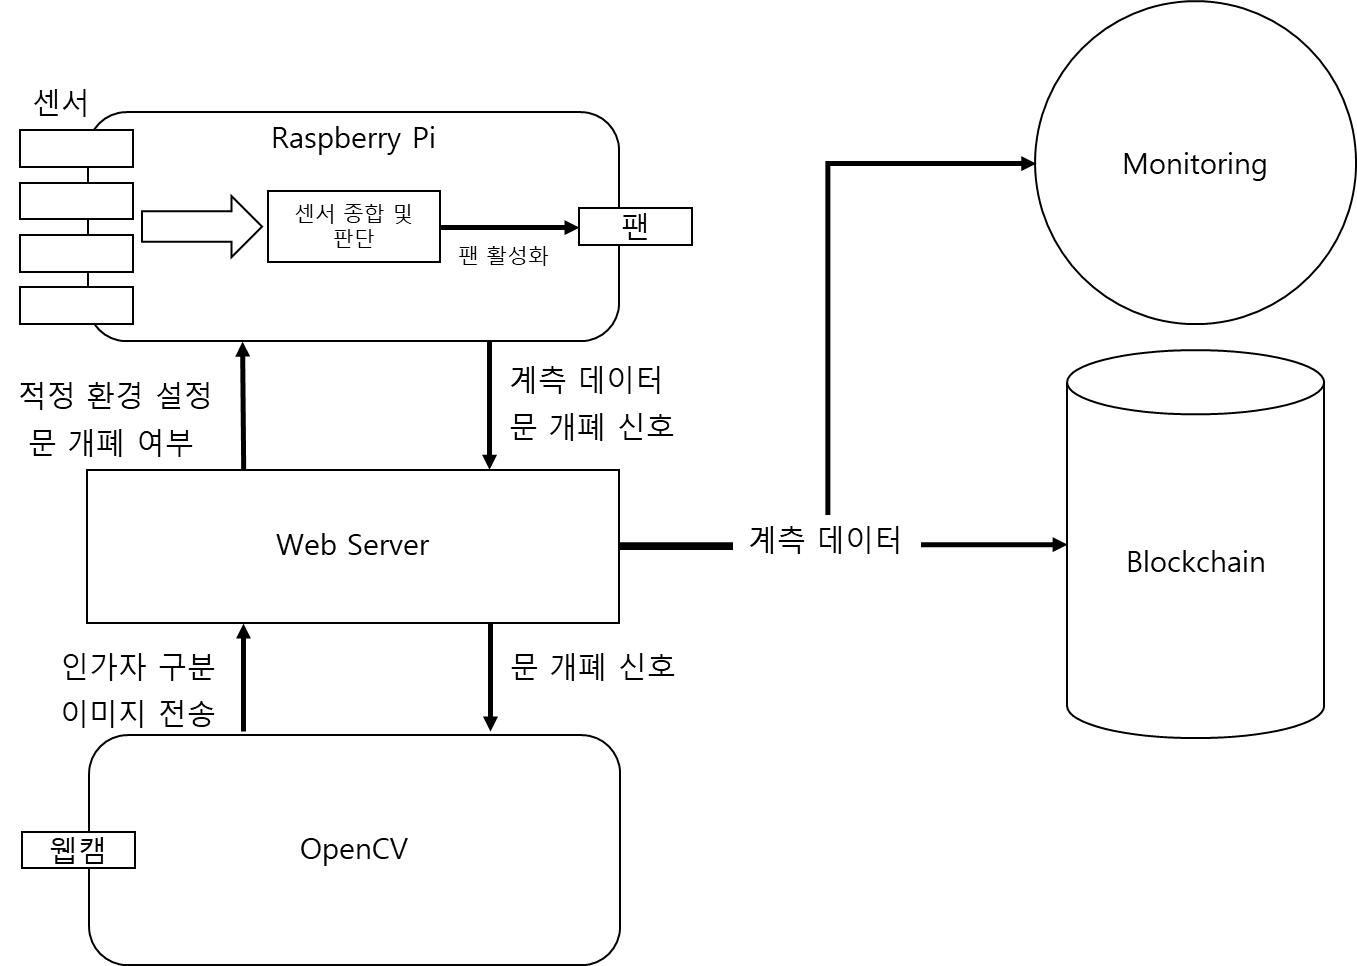 센서
Raspberry Pi
센서 종합 및
판단
팬 활성화
팬
Monitoring
적정 환경 설정
문 개폐 여부
계측 데이터
문 개폐 신호
Web Server
계측 데이터
Blockchain
인가자 구분
이미지 전송
문 개폐 신호
웹캠
OpenCV